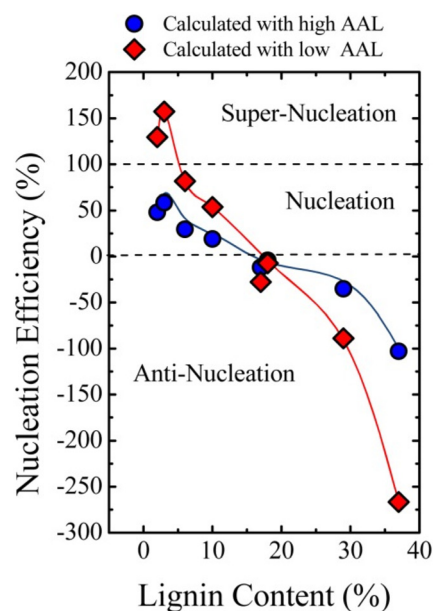 Calculated with high AAL
Calculated with low AAL
200
150
100
50
0
-50
-100
-150
-200
-250
-300
Nucleation Efficiency (%)
Super-Nucleation
Nucleation
Anti-Nucleation
0 10 20 30 40
Lignin Content (%)